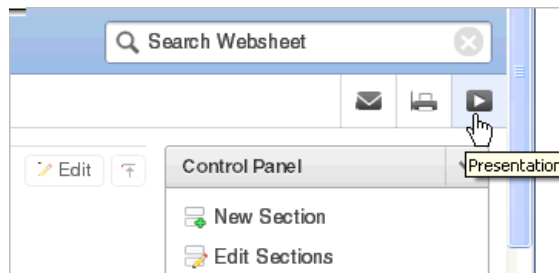 Search Websheet
Edit
Control Panel
Presentation
New Section
Edit Sections